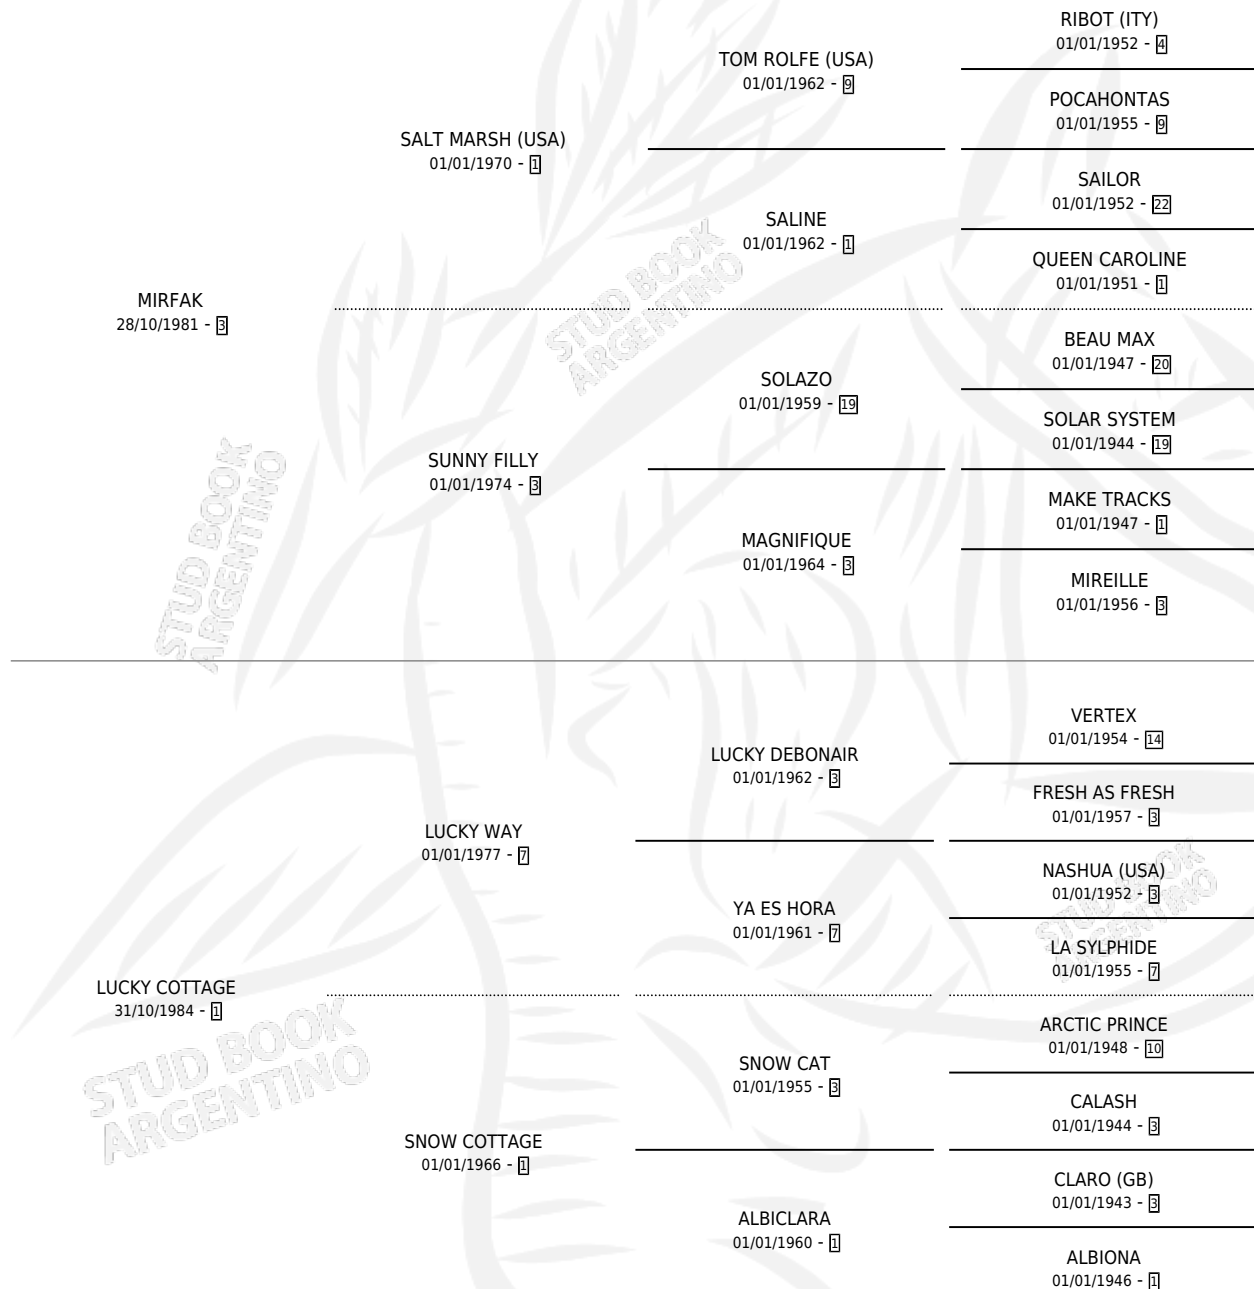 RIBOT (ITY)
01/01/1952 - 4
TOM ROLFE (USA)
01/01/1962 - 9
POCAHONTAS
01/01/1955 - 9
SALT MARSH (USA)
01/01/1970 - 1
SAILOR
01/01/1952 - 22
SALINE
01/01/1962 - 1
QUEEN CAROLINE
01/01/1951 - 1
MIRFAK
28/10/1981 - 3
STUD BOOK
ARGENTINO
BEAU MAX
01/01/1947 - 20
SOLAZO
01/01/1959 - 19
SOLAR SYSTEM
01/01/1944 - 19
SUNNY FILLY
01/01/1974 - 3
MAKE TRACKS
01/01/1947 - 1
MAGNIFIQUE
01/01/1964 - 3
MIREILLE
01/01/1956 - 3
STUD BOOK
ARGENTINO
VERTEX
01/01/1954 - 14
LUCKY DEBONAIR
01/01/1962 - 3
FRESH AS FRESH
01/01/1957 - 3
LUCKY WAY
01/01/1977 - 7
NASHUA (USA)
01/01/1952 - 3
YA ES HORA
01/01/1961 - 7
STUD BOOK
ARGENTINO
LA SYLPHIDE
01/01/1955 - 7
LUCKY COTTAGE
31/10/1984 - 1
ARCTIC PRINCE
01/01/1948 - 10
STUD BOOK
ARGENTINO
SNOW CAT
01/01/1955 - 3
CALASH
01/01/1944 - 3
SNOW COTTAGE
01/01/1966 - 1
CLARO (GB)
01/01/1943 - 3
ALBICLARA
01/01/1960 - 1
ALBIONA
01/01/1946 - 1